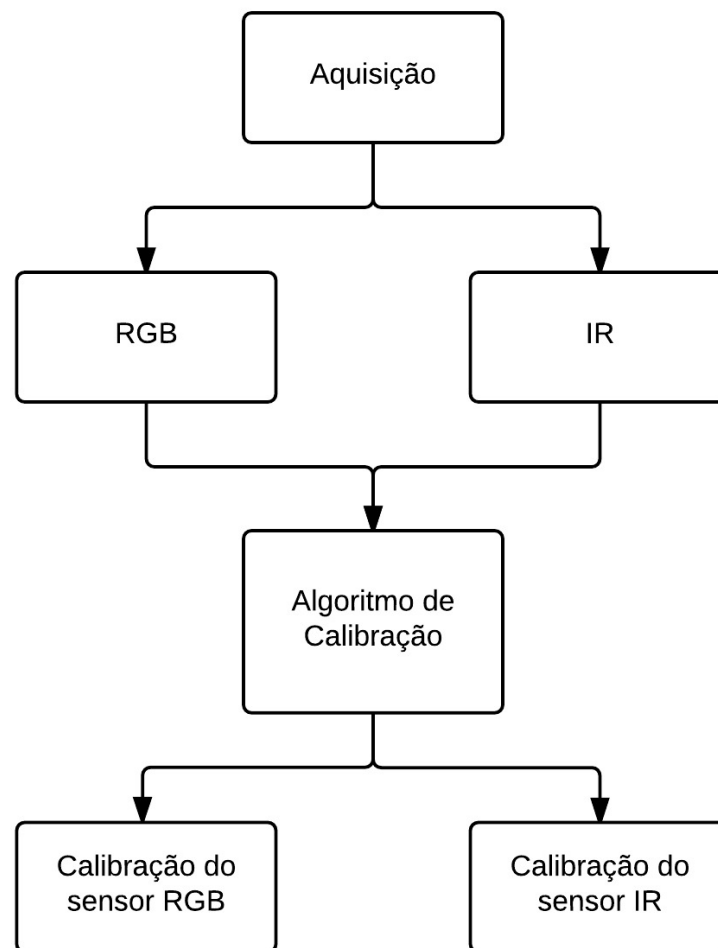 Aquisição
RGB
IR
Algoritmo de
Calibração
Calibração do
sensor RGB
Calibração do
sensor IR